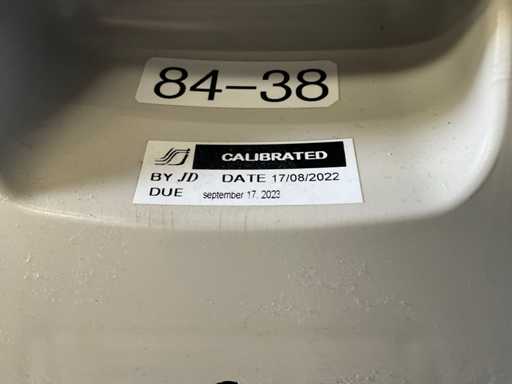 84-38
CALIBRATED
BY JD DATE 17/08/2022
DUE september 17, 2023